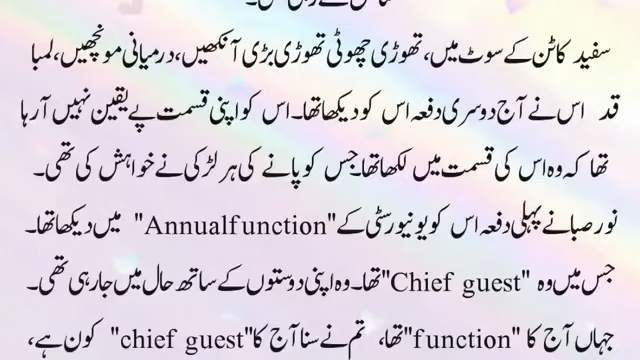 سفید کاٹن کے سوٹ میں، تھوڑی چھوٹی تھوڑی بڑی آنکھیں، درمیانی مونچھیں، لمبا
قد اس نے آج دوسری دفعہ اس کو دیکھا تھا۔ اس کو اپنی قسمت پے یقین نہیں آ رہا
تھا کہ وہ اس کی قسمت میں لکھا تھا جس کو پانے کی ہر لڑکی نے خواہش کی تھی۔
نور صبا نے پہلی دفعہ اس کو یونیورسٹی کے "Annualfunction" میں دیکھا تھا۔
جس میں وہ "Chief guest" تھا۔ وہ اپنی دوستوں کے ساتھ حال میں جا رہی تھی۔
جہاں آج کا "function" تھا، تم نے سنا آج کا "chief guest" کون ہے،